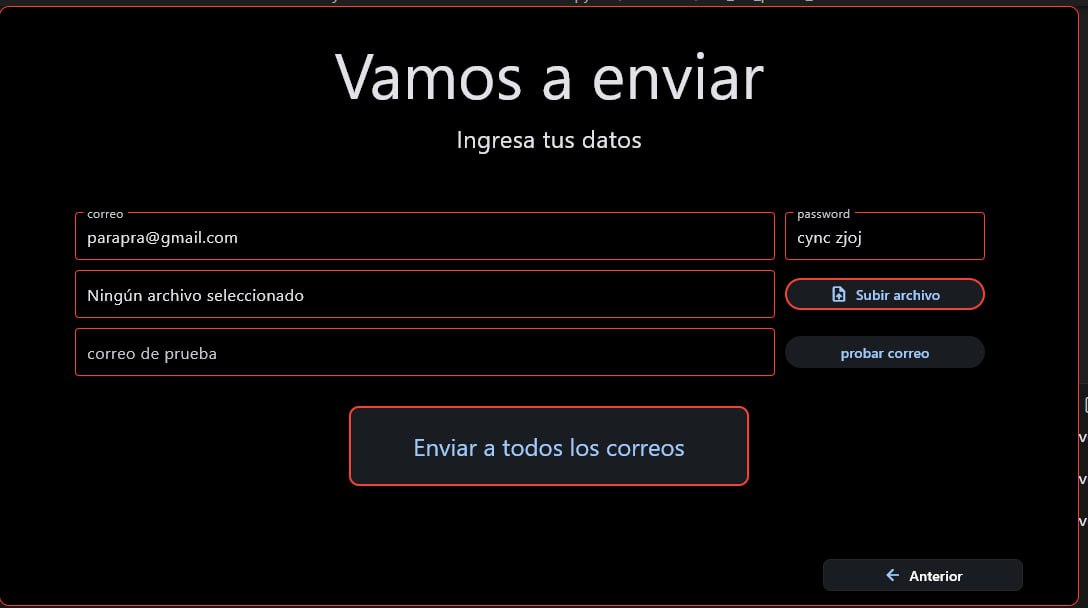 Vamos a enviar
Ingresa tus datos
correo
parapra@gmail.com
password
cync zjoj
Ningún archivo seleccionado
Subir archivo
correo de prueba
probar correo
Enviar a todos los correos
Anterior